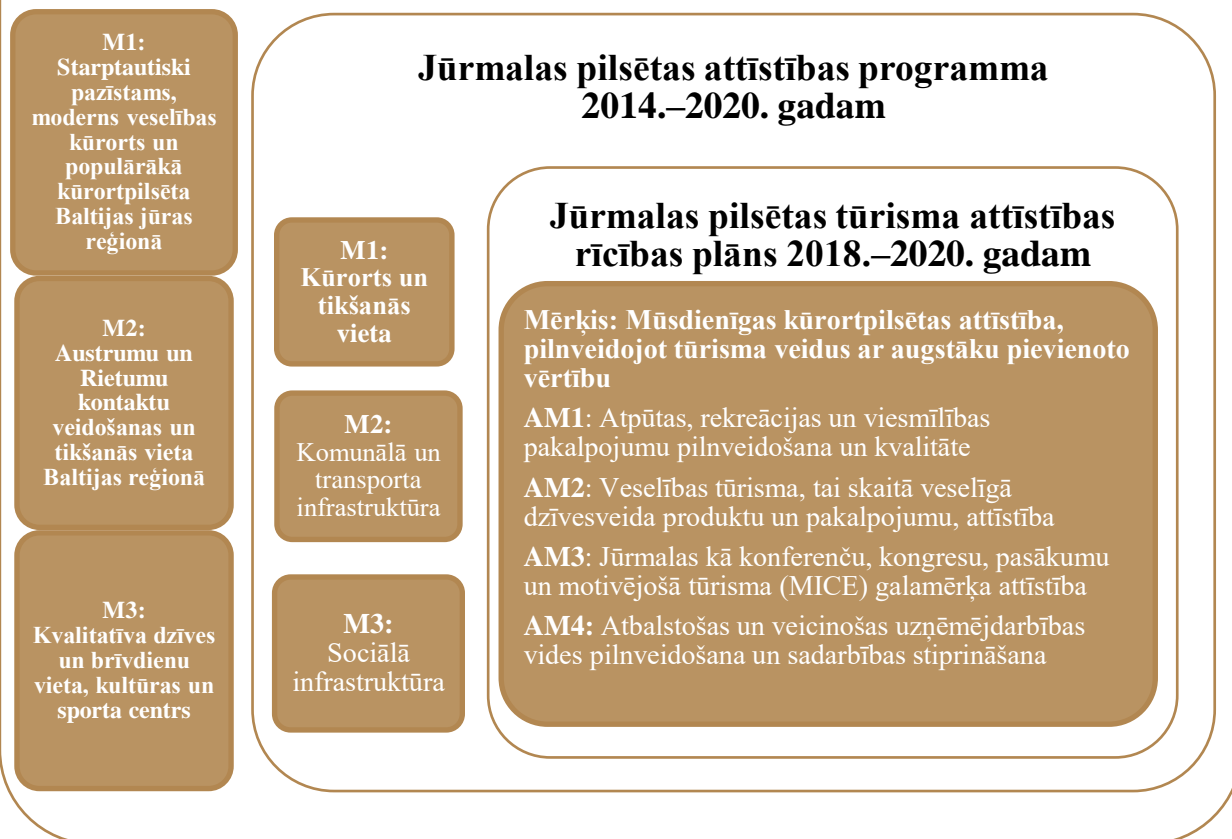 M1:
Starptautiski
pazīstams,
moderns veselības
kūrorts un
populārākā
kūrortpilsēta
Baltijas jūras
reģionā
M2:
Austrumu un
Rietumu
kontaktu
veidošanas un
tikšanās vieta
Baltijas reģionā
M3:
Kvalitatīva dzīves
un brīvdienu
vieta, kultūras un
sporta centrs
Jūrmalas pilsētas attīstības programma
2014.–2020. gadam
M1:
Kūrorts un
tikšanās
vieta
M2:
Komunālā un
transporta
infrastruktūra
M3:
Sociālā
infrastruktūra
Jūrmalas pilsētas tūrisma attīstības
rīcības plāns 2018.–2020. gadam
Mērķis: Mūsdienīgas kūrortpilsētas attīstība,
pilnveidojot tūrisma veidus ar augstāku pievienoto
vērtību
AM1: Atpūtas, rekreācijas un viesmīlības
pakalpojumu pilnveidošana un kvalitāte
AM2: Veselības tūrisma, tai skaitā veselīgā
dzīvesveida produktu un pakalpojumu, attīstība
AM3: Jūrmalas kā konferenču, kongresu, pasākumu
un motivējošā tūrisma (MICE) galamērķa attīstība
AM4: Atbalstošas un veicinošas uzņēmējdarbības
vides pilnveidošana un sadarbības stiprināšana